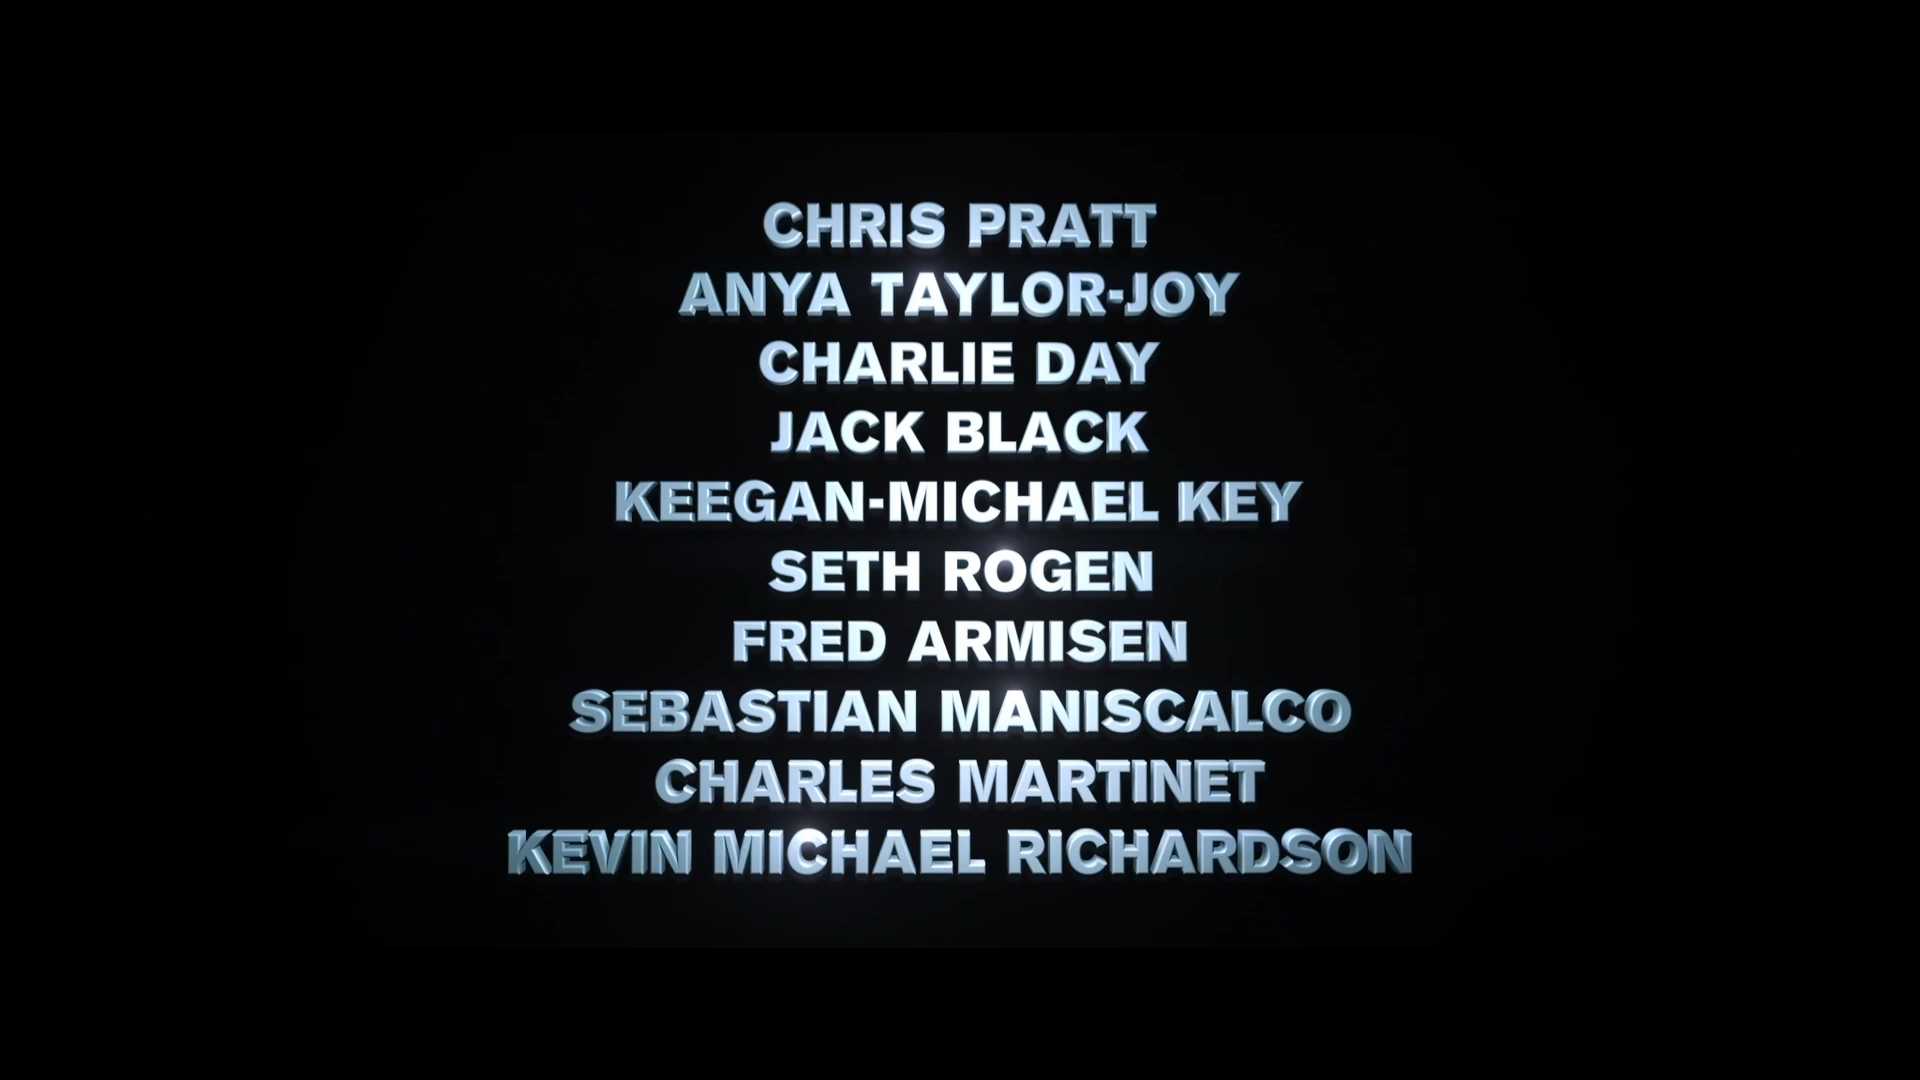 CHRIS PRATT
ANYA TAYLOR-JOY
CHARLIE DAY
JACK BLACK
KEEGAN-MICHAEL KEY
SETH ROGEN
FRED ARMISEN
SEBASTIAN MANISCALCO
CHARLES MARTINET
KEVIN MICHAEL RICHARDSON